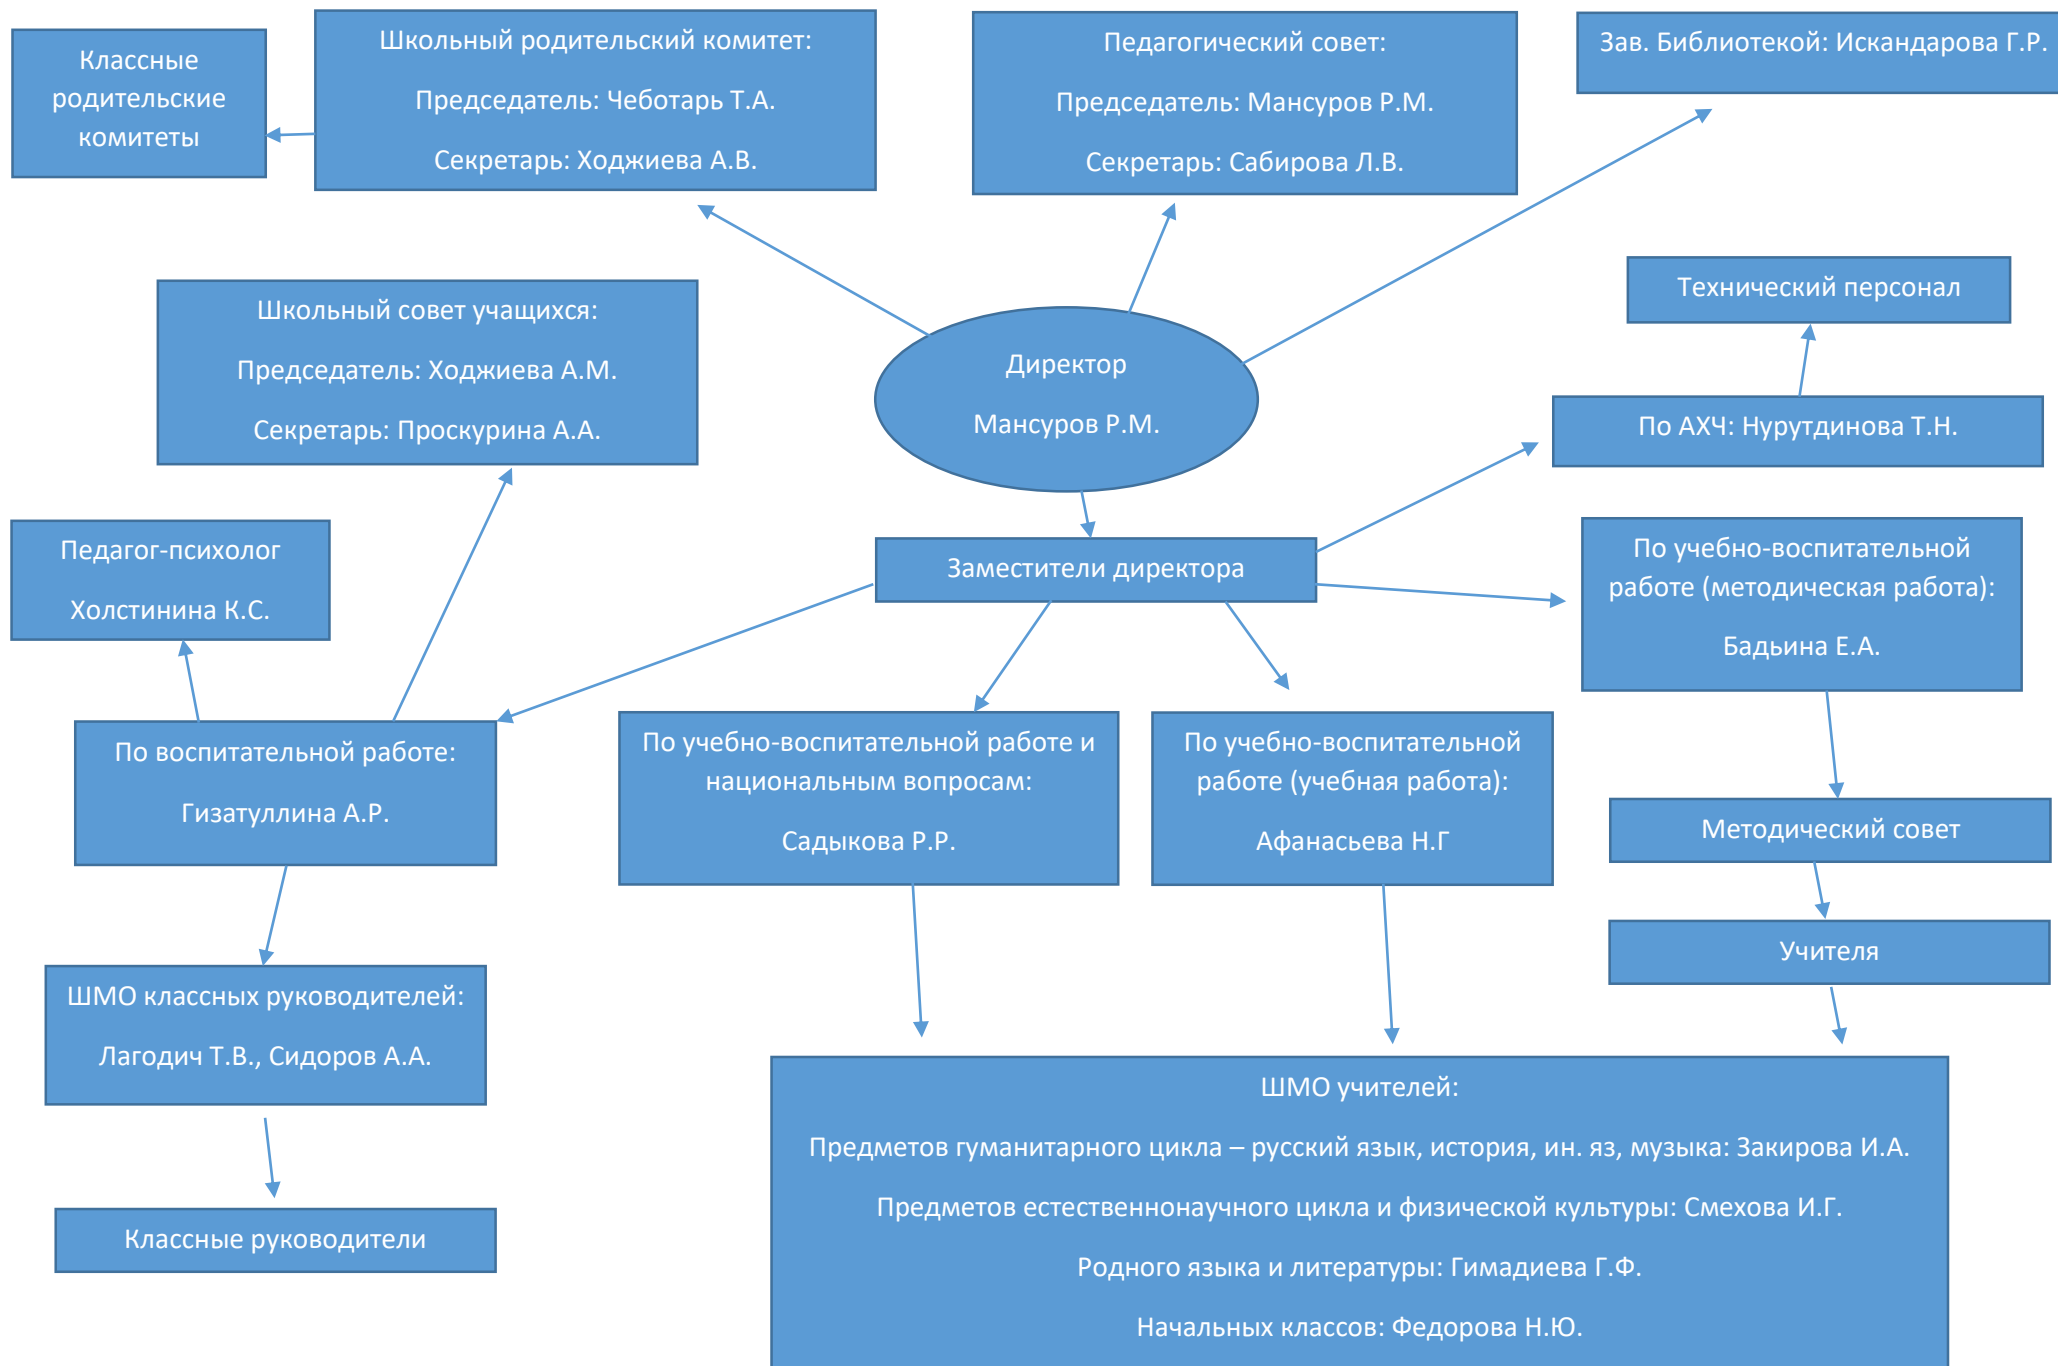 Классные
родительские
комитеты
Школьный родительский комитет:
Председатель: Чеботарь Т.А.
Секретарь: Ходжиева А.В.
Педагогический совет:
Председатель: Мансуров Р.М.
Секретарь: Сабирова Л.В.
Зав. Библиотекой: Искандарова Г.Р.
Школьный совет учащихся:
Председатель: Ходжиева А.М.
Секретарь: Проскурина А.А.
Директор
Мансуров Р.М.
Технический персонал
По АХЧ: Нурутдинова Т.Н.
Педагог-психолог
Холстинина К.С.
Заместители директора
По учебно-воспитательной
работе (методическая работа):
Бадьина Е.А.
По воспитательной работе:
Гизатуллина А.Р.
По учебно-воспитательной работе и
национальным вопросам:
Садыкова Р.Р.
По учебно-воспитательной
работе (учебная работа):
Афанасьева Н.Г
Методический совет
Учителя
ШМО классных руководителей:
Лагодич Т.В., Сидоров А.А.
Классные руководители
ШМО учителей:
Предметов гуманитарного цикла – русский язык, история, ин. яз, музыка: Закирова И.А.
Предметов естественнонаучного цикла и физической культуры: Смехова И.Г.
Родного языка и литературы: Гимадиева Г.Ф.
Начальных классов: Федорова Н.Ю.